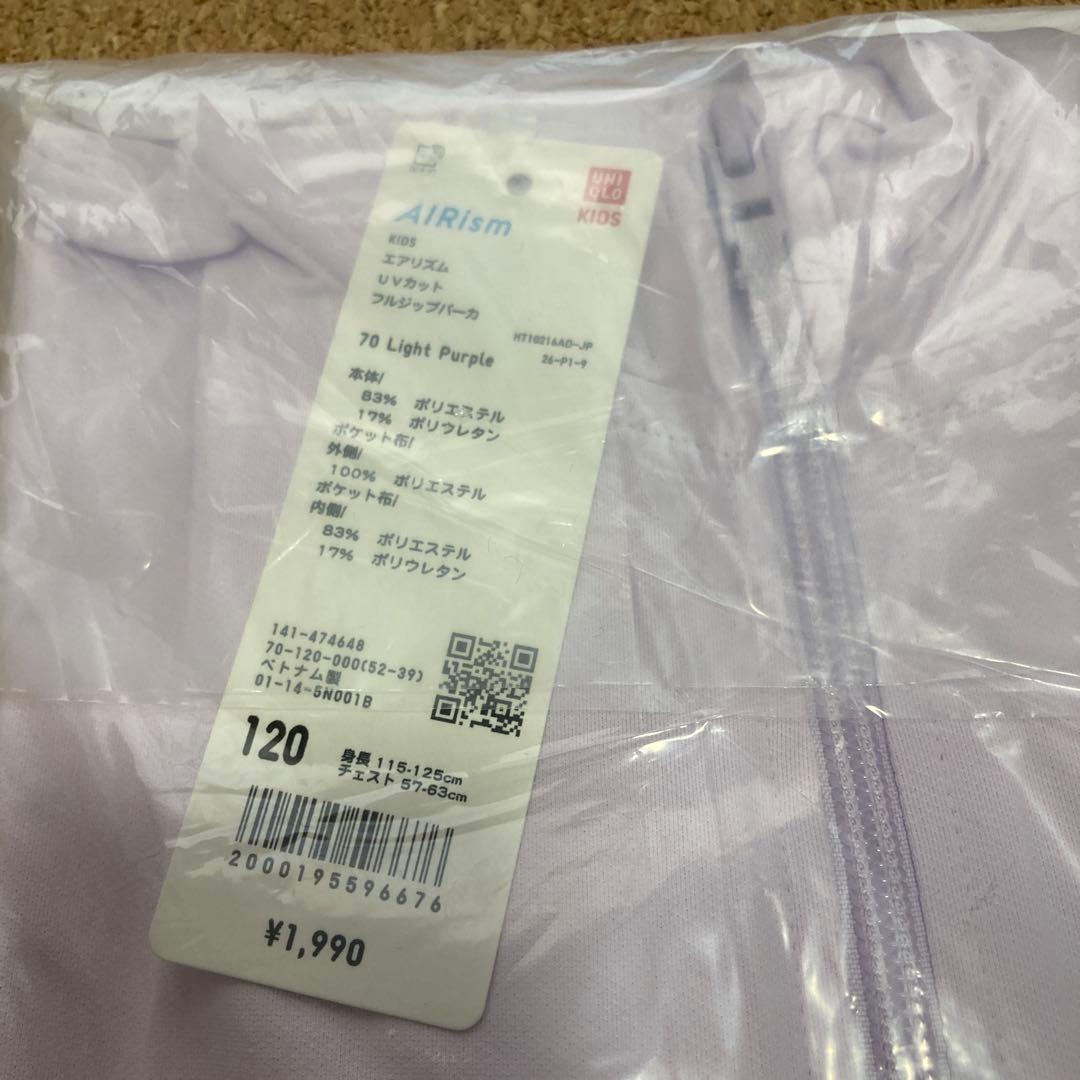 UNI
QLO
KIDS
AIRism
KIDS
エアリズム
UVカット
フルジップパーカ
70 Light Purple
HT10216AD-JP
26-P1-9
本体/
83% ポリエステル
17% ポリウレタン
ポケット布/
外側/
100% ポリエステル
ポケット布/
内側/
83% ポリエステル
17% ポリウレタン
141-474648
70-120-000(52-39)
ベトナム製
01-14-5N001B
120
身長 115-125cm
チェスト 57-63cm
2000195596676
¥1,990